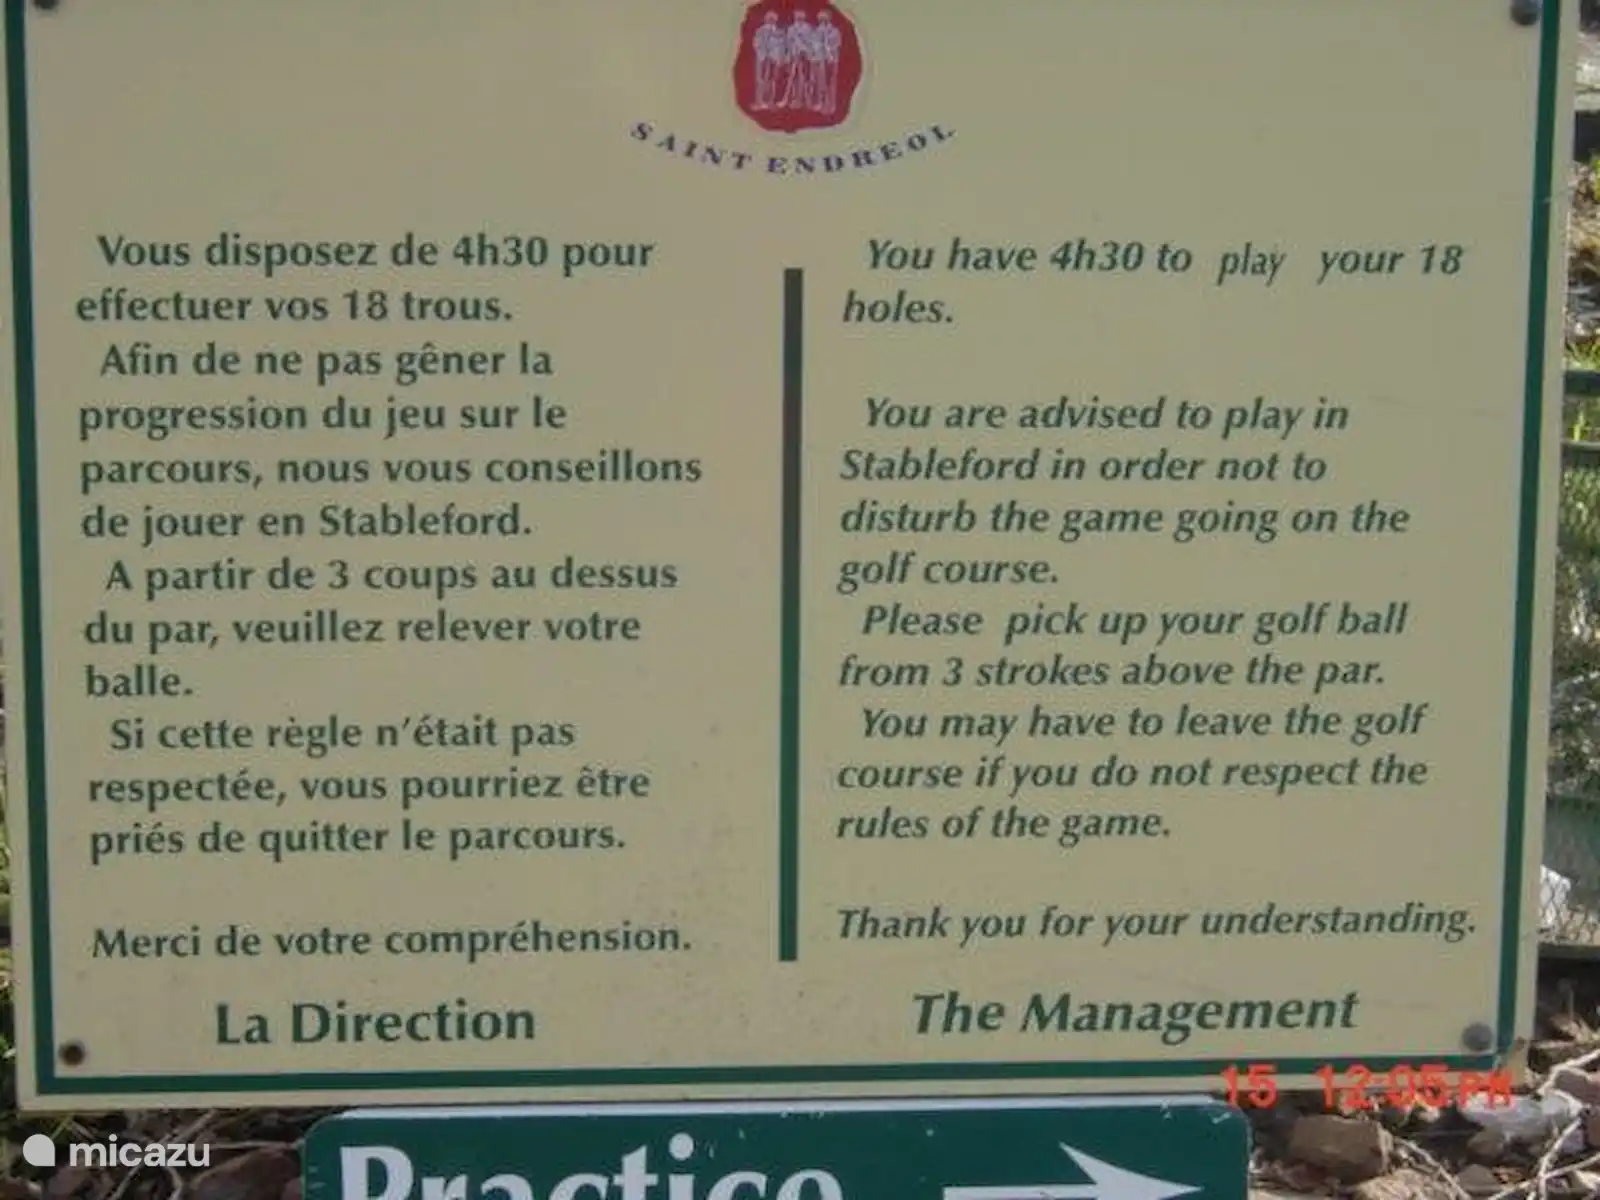 SAINT ENDREOL
Vous disposez de 4h30 pour
effectuer vos 18 trous.
Afin de ne pas gêner la
progression du jeu sur le
parcours, nous vous conseillons
de jouer en Stableford.
A partir de 3 coups au dessus
du par, veuillez relever votre
balle.
Si cette règle n'était pas
respectée, vous pourriez être
priés de quitter le parcours.
Merci de votre compréhension.
La Direction
You have 4h30 to play your 18
holes.
You are advised to play in
Stableford in order not to
disturb the game going on the
golf course.
Please pick up your golf ball
from 3 strokes above the par.
You may have to leave the golf
course if you do not respect the
rules of the game.
Thank you for your understanding.
The Management
15 12:05PM
Practice
micazu